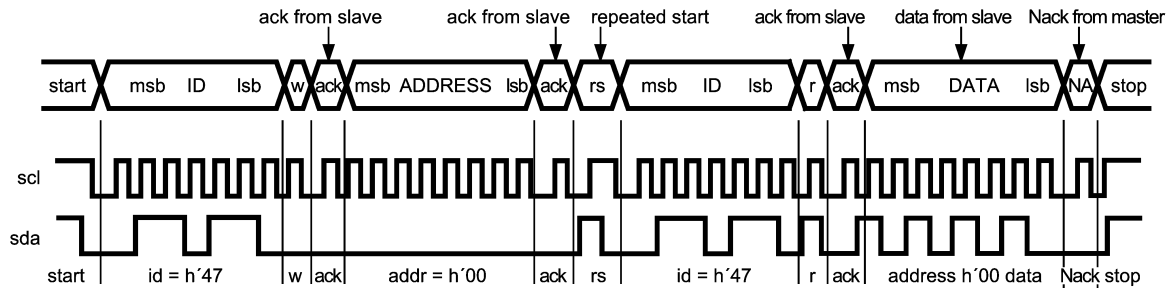 ack from slave ack from slave repeated start ack from slave data from slave Nack from master
start msb ID lsb w ack msb ADDRESS lsb ack rs msb ID lsb r ack msb DATA lsb NA stop
scl
sda
start id = h´47 w ack addr = h´00 ack rs id = h´47 r ack address h´00 data Nack stop